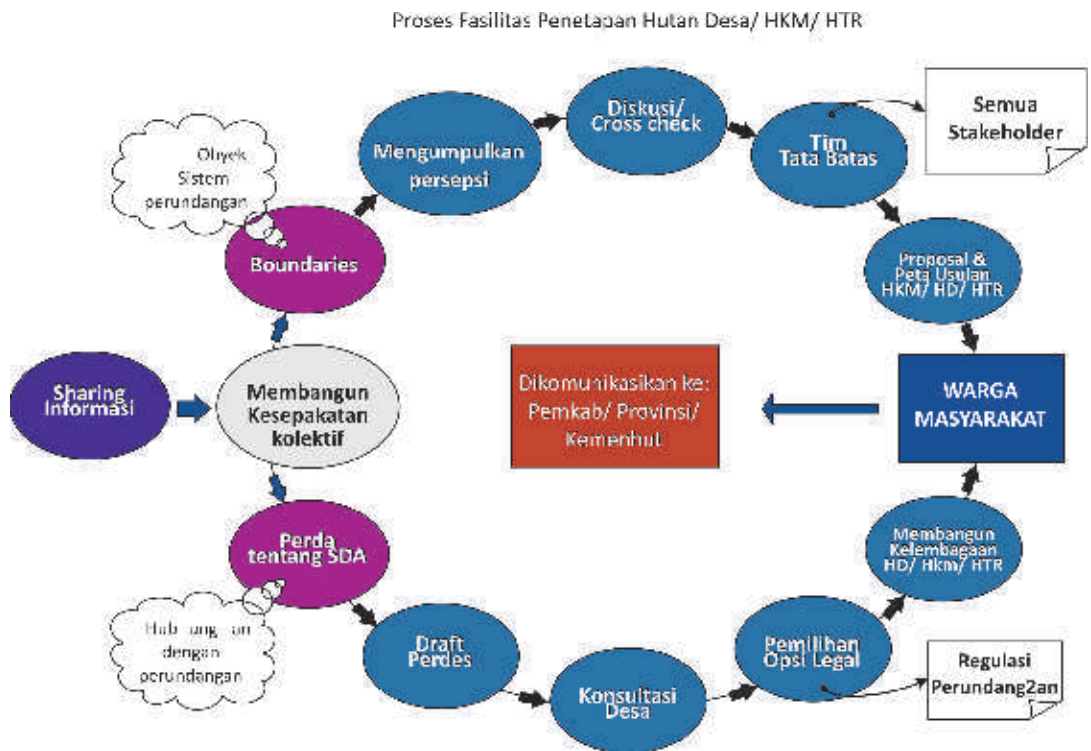 Proses Fasilitas Penetapan Hutan Desa/ HKM/ HTR
Diskusi/
Cross check
Semua
Stakeholder
Tim
Tata Batas
Mengumpulkan
persepsi
Obyek
Sistem
perundangan
Boundaries
Proposal &
Peta Usulan
HKM/ HD/ HTR
Sharing
Informasi
Membangun
Kesepakatan
kolektif
Dikomunikasikan ke:
Pemkab/ Provinsi/
Kemenhut
WARGA
MASYARAKAT
Perda
tentang SDA
Membangun
Kelembagaan
HD/ Hkm/ HTR
Hub ung an
dengan
perundangan
Draft
Perdes
Konsultasi
Desa
Pemilihan
Opsi Legal
Regulasi
Perundang2an